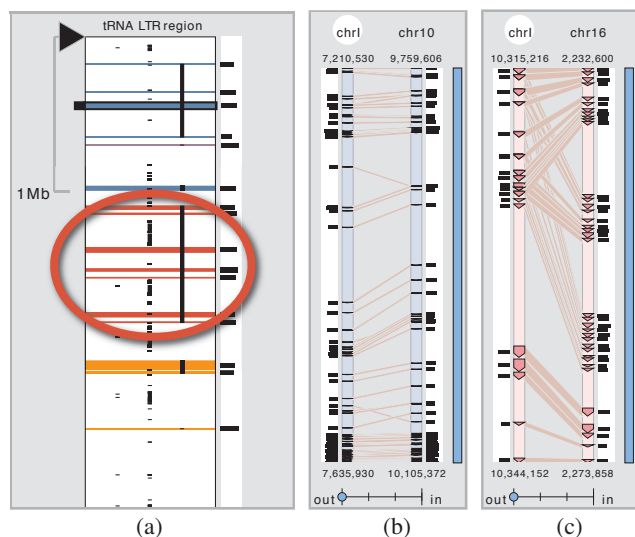 tRNA LTR region
1Mb
(a)
chrI chr10
7,210,530 9,759,606
7,635,930 10,105,372
out in
(b)
chrI chr16
10,315,216 2,232,600
10,344,152 2,273,858
out in
(c)